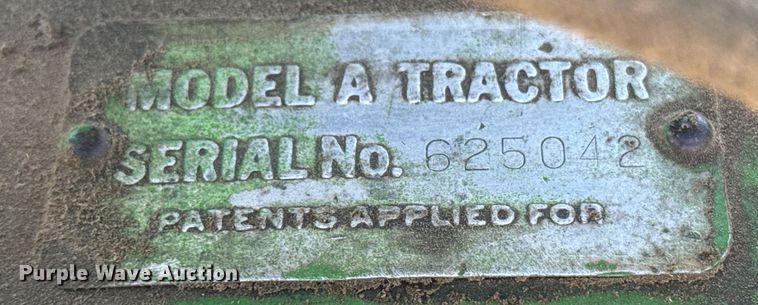 MODEL A TRACTOR
SERIAL NO. 625042
PATENTS APPLIED FOR
Purple Wave Auction